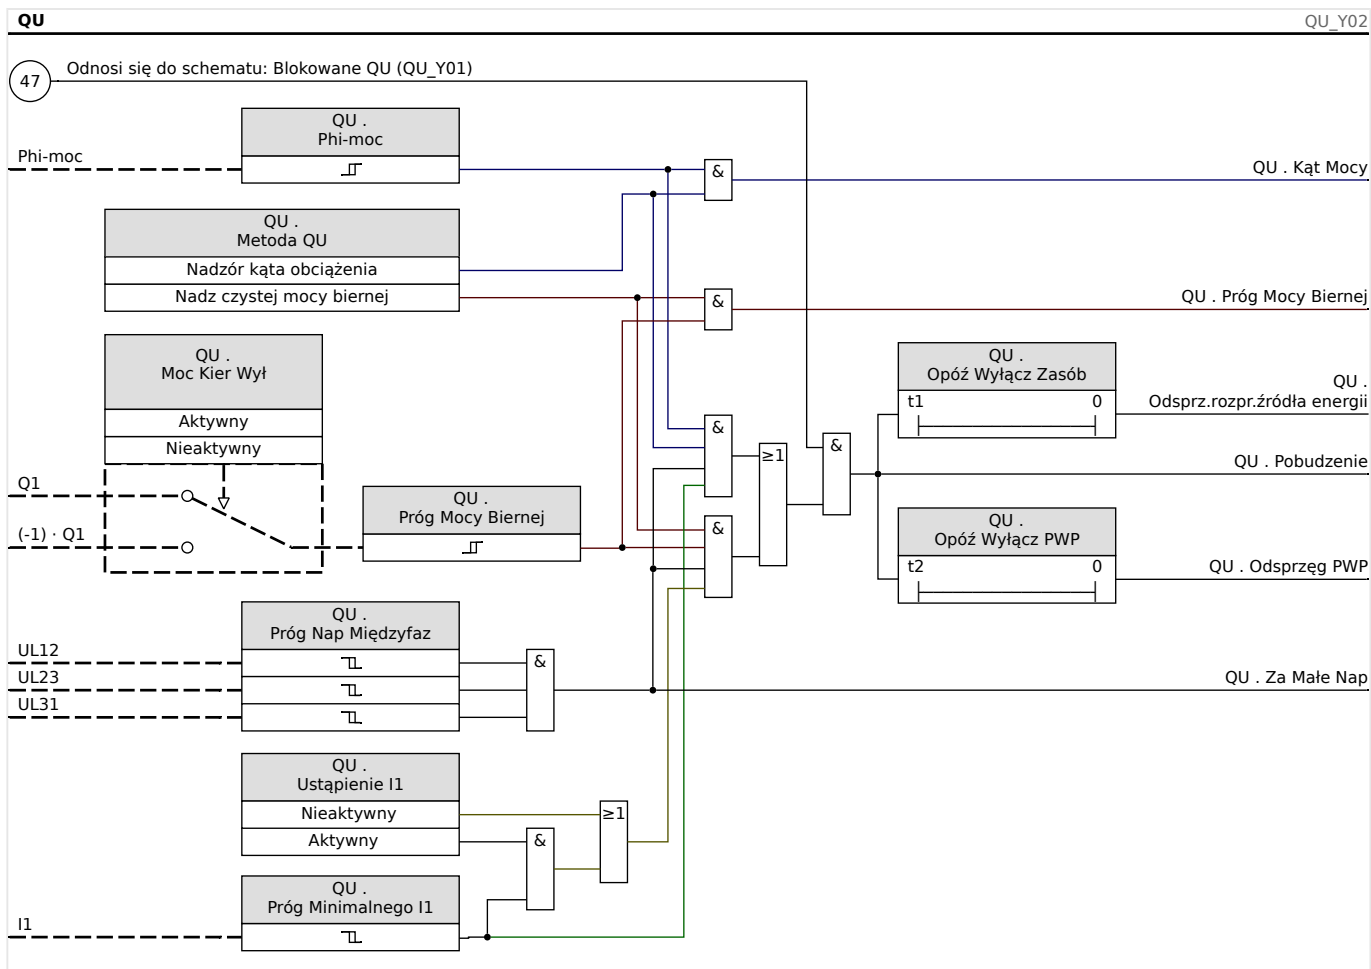 QU
QU_Y02
47
Odnosi się do schematu: Blokowane QU (QU_Y01)
QU .
Phi-moc
Phi-moc
&
QU . Kąt Mocy
QU .
Metoda QU
Nadzór kąta obciążenia
Nadz czystej mocy biernej
&
QU . Próg Mocy Biernej
QU .
Moc Kier Wył
Aktywny
Nieaktywny
QU .
Opóź Wyłącz Zasób
t1 0
QU .
Odsprz.rozpr.źródła energii
&
≥1
&
QU . Pobudzenie
Q1
(-1) · Q1
QU .
Próg Mocy Biernej
&
QU .
Opóź Wyłącz PWP
t2 0
QU . Odsprzęg PWP
QU .
Próg Nap Międzyfaz
UL12
UL23
UL31
&
QU . Za Małe Nap
QU .
Ustąpienie I1
Nieaktywny
Aktywny
≥1
&
QU .
Próg Minimalnego I1
I1